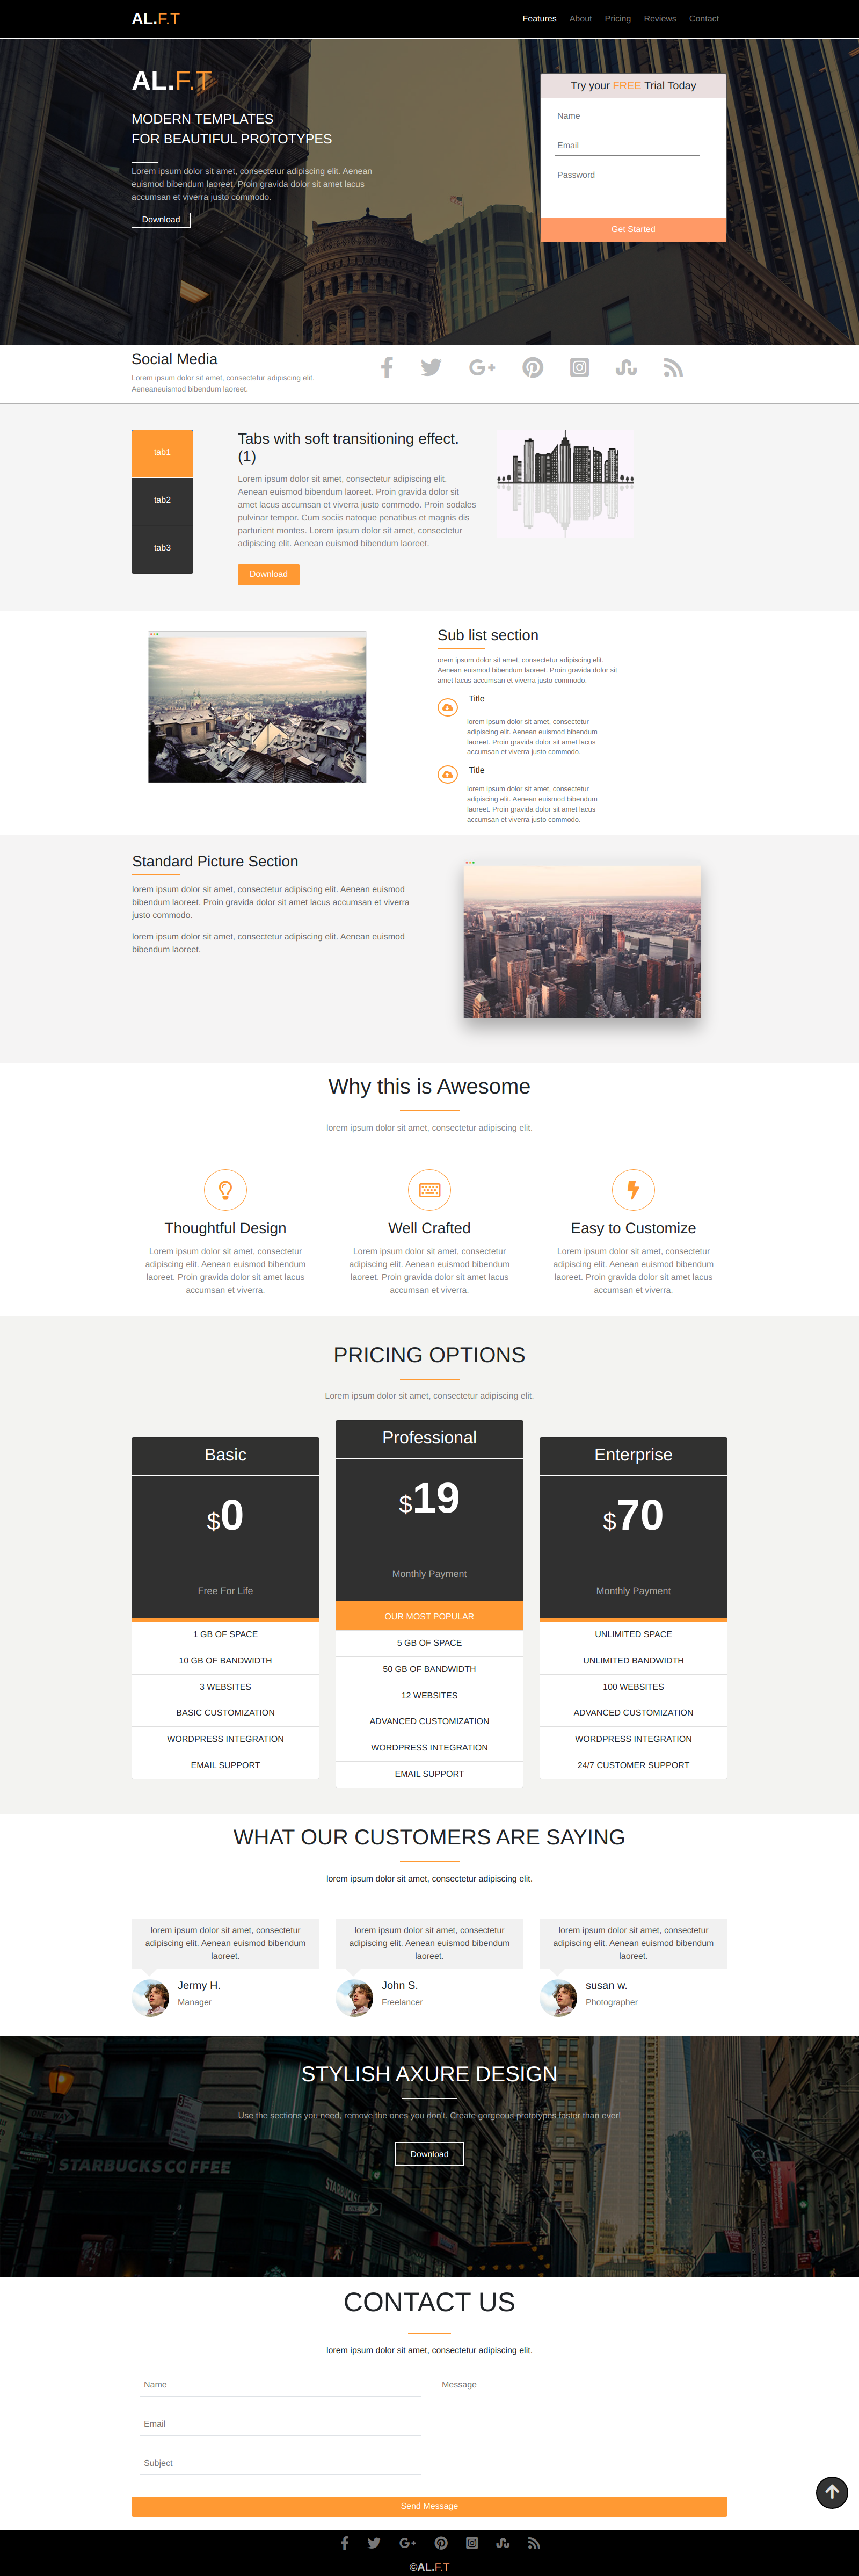 AL.F.T
Features About Pricing Reviews Contact
AL.F.T
MODERN TEMPLATES
FOR BEAUTIFUL PROTOTYPES
Lorem ipsum dolor sit amet, consectetur adipiscing elit. Aenean
euismod bibendum laoreet. Proin gravida dolor sit amet lacus
accumsan et viverra justo commodo.
Download
Try your FREE Trial Today
Name
Email
Password
Get Started
Social Media
Lorem ipsum dolor sit amet, consectetur adipiscing elit.
Aeneaneuismod bibendum laoreet.
tab1
tab2
tab3
Tabs with soft transitioning effect.
(1)
Lorem ipsum dolor sit amet, consectetur adipiscing elit.
Aenean euismod bibendum laoreet. Proin gravida dolor sit
amet lacus accumsan et viverra justo commodo. Proin sodales
pulvinar tempor. Cum sociis natoque penatibus et magnis dis
parturient montes. Lorem ipsum dolor sit amet, consectetur
adipiscing elit. Aenean euismod bibendum laoreet.
Download
Sub list section
orem ipsum dolor sit amet, consectetur adipiscing elit.
Aenean euismod bibendum laoreet. Proin gravida dolor sit
amet lacus accumsan et viverra justo commodo.
Title
lorem ipsum dolor sit amet, consectetur
adipiscing elit. Aenean euismod bibendum
laoreet. Proin gravida dolor sit amet lacus
accumsan et viverra justo commodo.
Title
lorem ipsum dolor sit amet, consectetur
adipiscing elit. Aenean euismod bibendum
laoreet. Proin gravida dolor sit amet lacus
accumsan et viverra justo commodo.
Standard Picture Section
lorem ipsum dolor sit amet, consectetur adipiscing elit. Aenean euismod
bibendum laoreet. Proin gravida dolor sit amet lacus accumsan et viverra
justo commodo.
lorem ipsum dolor sit amet, consectetur adipiscing elit. Aenean euismod
bibendum laoreet.
Why this is Awesome
lorem ipsum dolor sit amet, consectetur adipiscing elit.
Thoughtful Design
Lorem ipsum dolor sit amet, consectetur
adipiscing elit. Aenean euismod bibendum
laoreet. Proin gravida dolor sit amet lacus
accumsan et viverra.
Well Crafted
Lorem ipsum dolor sit amet, consectetur
adipiscing elit. Aenean euismod bibendum
laoreet. Proin gravida dolor sit amet lacus
accumsan et viverra.
Easy to Customize
Lorem ipsum dolor sit amet, consectetur
adipiscing elit. Aenean euismod bibendum
laoreet. Proin gravida dolor sit amet lacus
accumsan et viverra.
PRICING OPTIONS
Lorem ipsum dolor sit amet, consectetur adipiscing elit.
Basic
$0
Free For Life
1 GB OF SPACE
10 GB OF BANDWIDTH
3 WEBSITES
BASIC CUSTOMIZATION
WORDPRESS INTEGRATION
EMAIL SUPPORT
Professional
$19
Monthly Payment
OUR MOST POPULAR
5 GB OF SPACE
50 GB OF BANDWIDTH
12 WEBSITES
ADVANCED CUSTOMIZATION
WORDPRESS INTEGRATION
EMAIL SUPPORT
Enterprise
$70
Monthly Payment
UNLIMITED SPACE
UNLIMITED BANDWIDTH
100 WEBSITES
ADVANCED CUSTOMIZATION
WORDPRESS INTEGRATION
24/7 CUSTOMER SUPPORT
WHAT OUR CUSTOMERS ARE SAYING
lorem ipsum dolor sit amet, consectetur adipiscing elit.
lorem ipsum dolor sit amet, consectetur
adipiscing elit. Aenean euismod bibendum
laoreet.
Jermy H.
Manager
lorem ipsum dolor sit amet, consectetur
adipiscing elit. Aenean euismod bibendum
laoreet.
John S.
Freelancer
lorem ipsum dolor sit amet, consectetur
adipiscing elit. Aenean euismod bibendum
laoreet.
susan w.
Photographer
STYLISH AXURE DESIGN
Use the sections you need, remove the ones you don't. Create gorgeous prototypes faster than ever!
Download
STARBUCKS COFFEE
STARBUCKS
CONTACT US
lorem ipsum dolor sit amet, consectetur adipiscing elit.
Name
Email
Subject
Message
Send Message
©AL.F.T